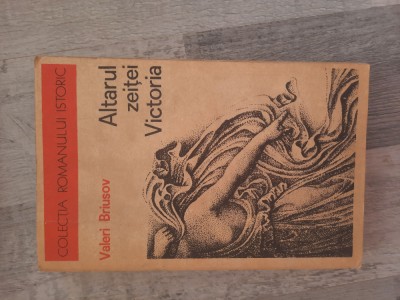 COLECȚIA ROMANULUI ISTORIC
Valeri Briusov
Altarul
zeiței
Victoria